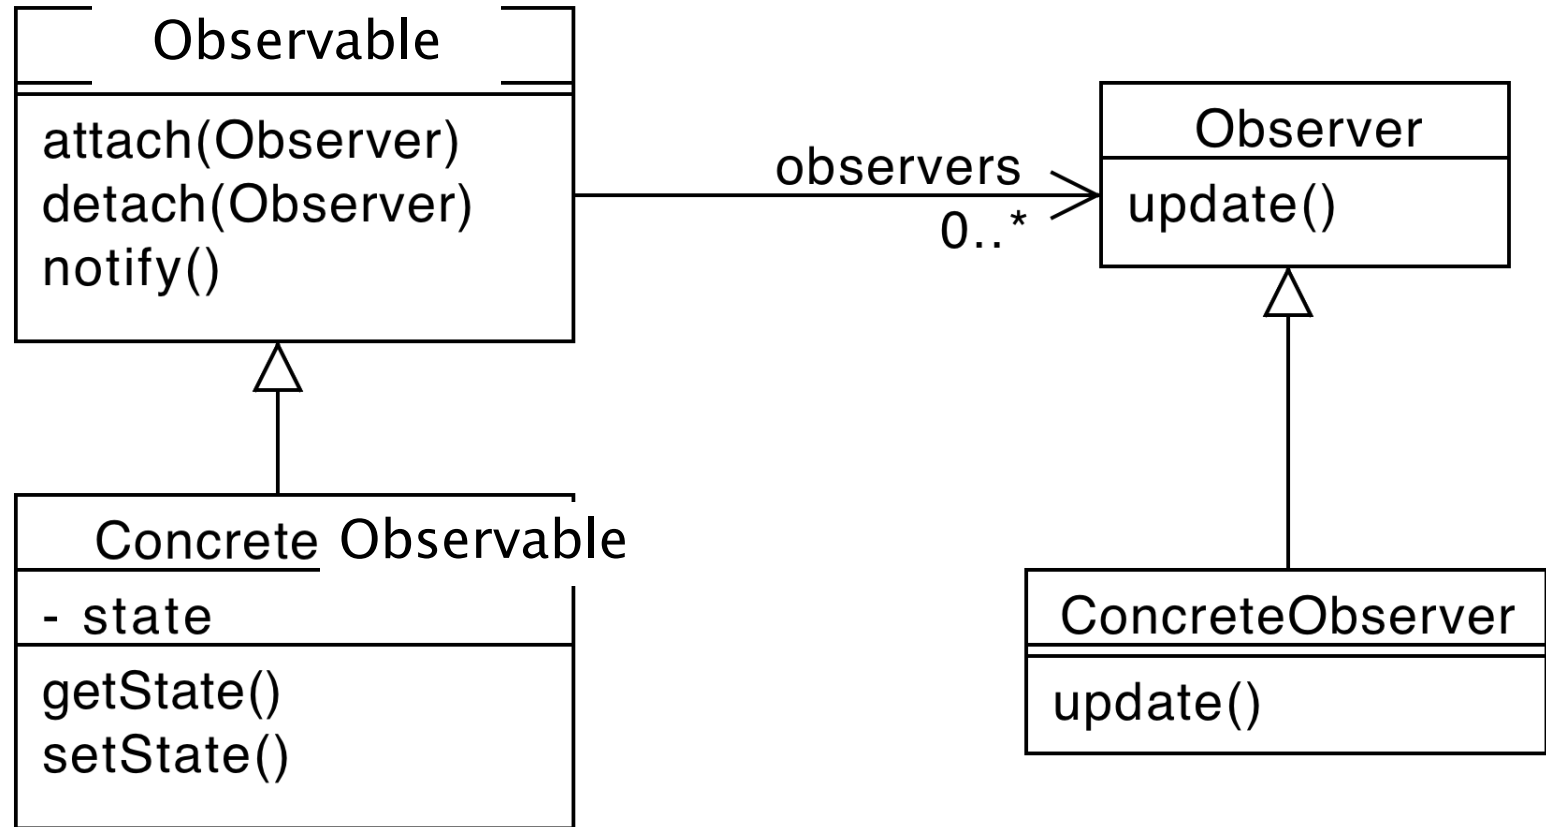 Observable
attach(Observer)
detach(Observer)
notify()
observers
0..*
Observer
update()
Concrete Observable
- state
getState()
setState()
ConcreteObserver
update()